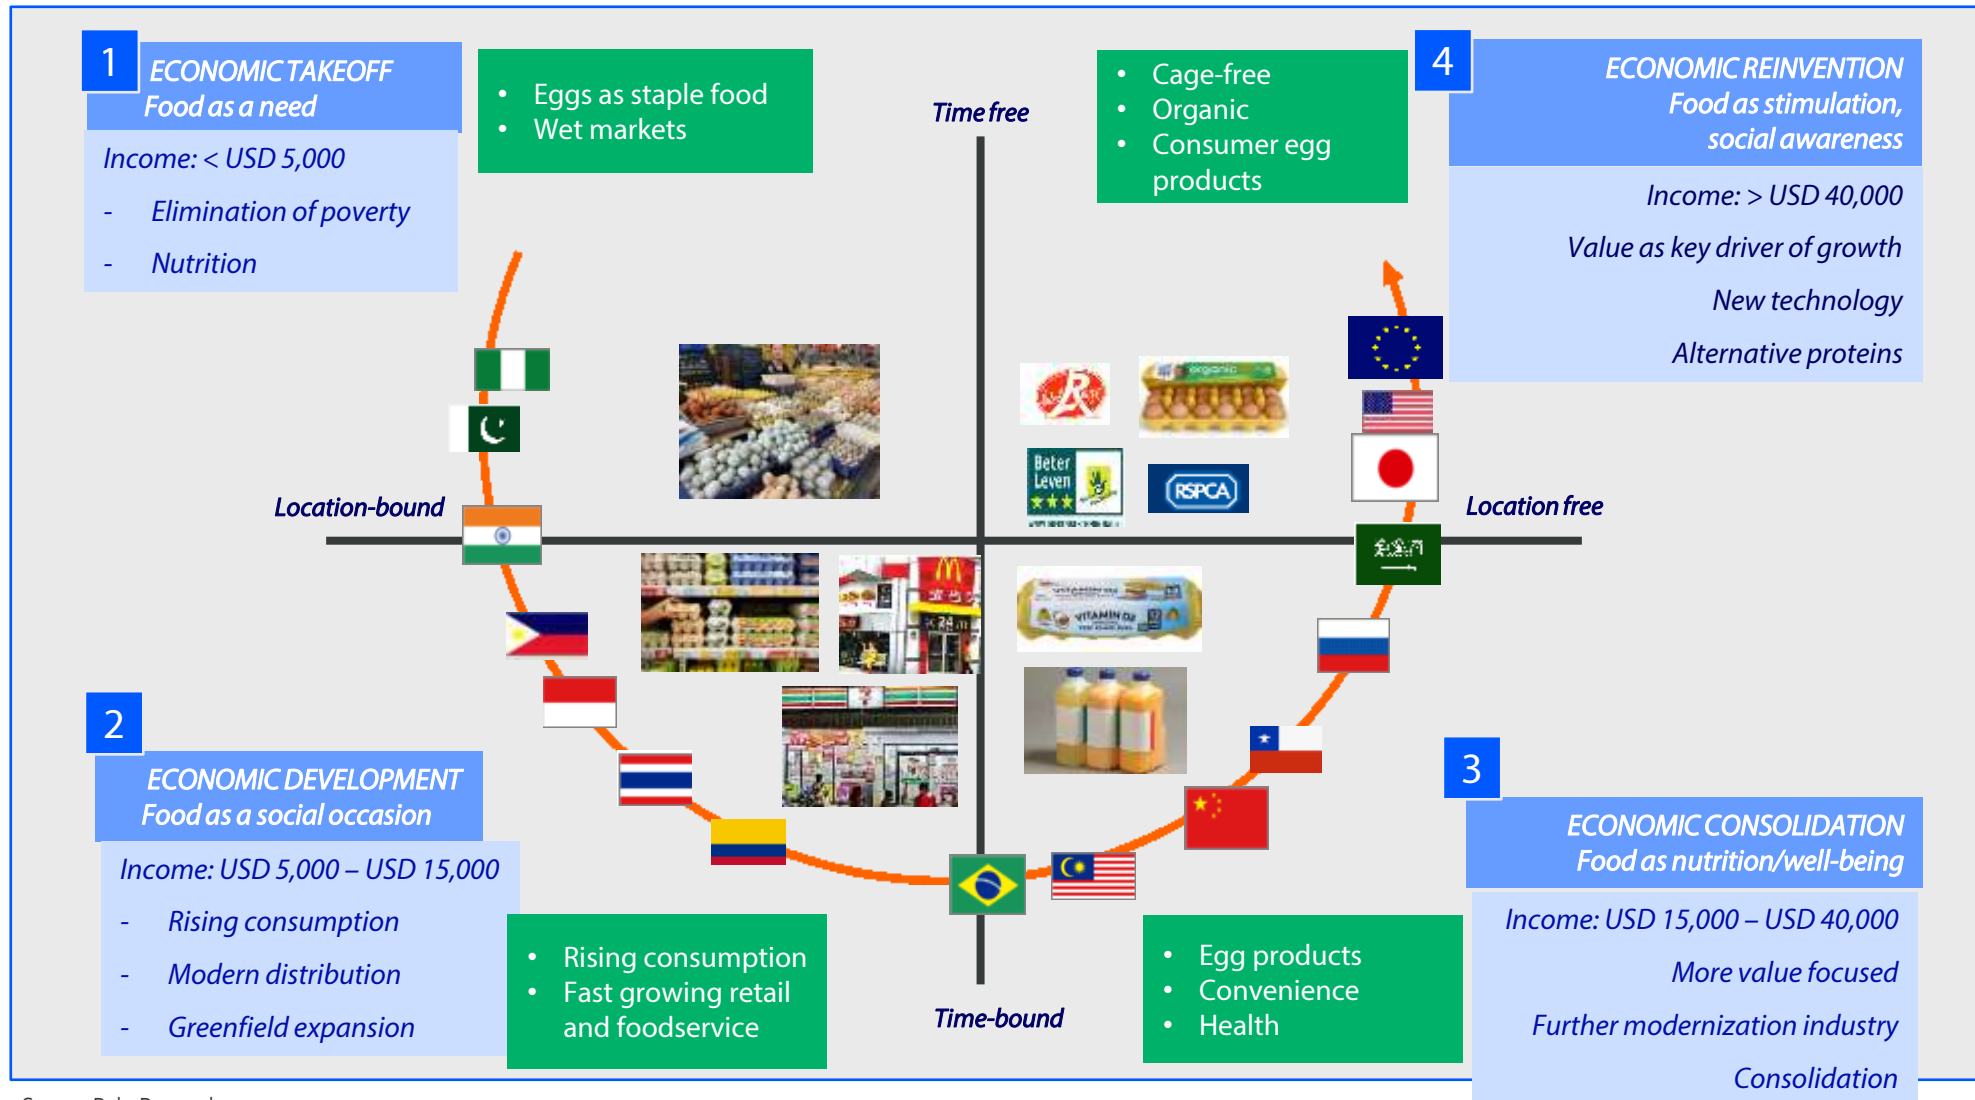 1
ECONOMIC TAKEOFF
Food as a need
Income: < USD 5,000
- Elimination of poverty
- Nutrition
• Eggs as staple food
• Wet markets
Time free
• Cage-free
• Organic
• Consumer egg
products
4
ECONOMIC REINVENTION
Food as stimulation,
social awareness
Income: > USD 40,000
Value as key driver of growth
New technology
Alternative proteins
organic
Beter
Leven
RSPCA
Location-bound
Location free
VITAMIN D2
24
2
ECONOMIC DEVELOPMENT
Food as a social occasion
Income: USD 5,000 – USD 15,000
- Rising consumption
- Modern distribution
- Greenfield expansion
• Rising consumption
• Fast growing retail
and foodservice
Time-bound
• Egg products
• Convenience
• Health
3
ECONOMIC CONSOLIDATION
Food as nutrition/well-being
Income: USD 15,000 – USD 40,000
More value focused
Further modernization industry
Consolidation